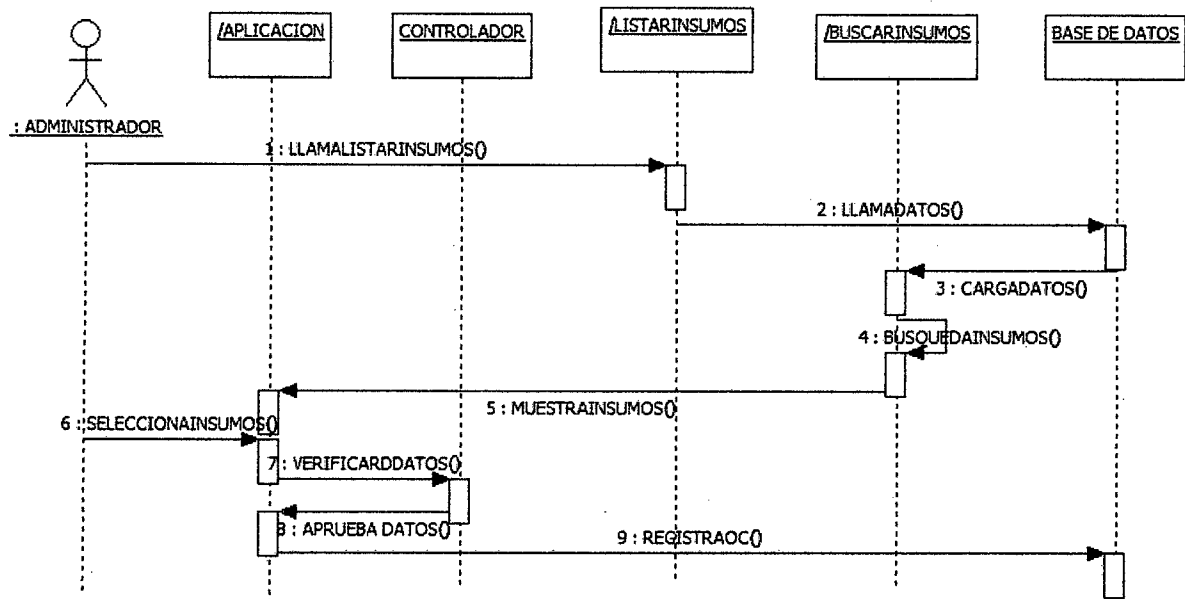 /APLICACION
CONTROLADOR
/LISTARINSUMOS
/BUSCARINSUMOS
BASE DE DATOS
: ADMINISTRADOR
1 : LLAMALISTARINSUMOS()
2 : LLAMADATOS()
3 : CARGADATOS()
4 : BUSQUEDAINSUMOS()
5 : MUESTRAINSUMOS()
6 : SELECCIONAINSUMOS()
7 : VERIFICARDDATOS()
8 : APRUEBA DATOS()
9 : REGISTRAOC()